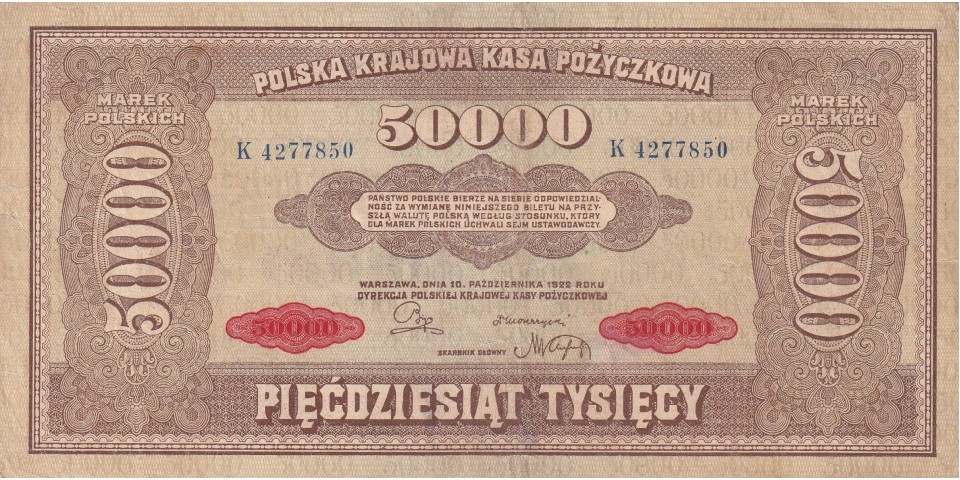 POLSKA KRAJOWA KASA POŻYCZKOWA
MAREK
POLSKICH
50000
MAREK
POLSKICH
K 4277850
K 4277850
50000
50000
PAŃSTWO POLSKIE BIERZE NA SIEBIE ODPOWIEDZIAL-
NOŚĆ ZA WYMIANĘ NINIEJSZEGO BILETU NA PRZY-
SZŁĄ WALUTĘ POLSKĄ WEDŁUG STOSUNKU, KTÓRY
DLA MAREK POLSKICH UCHWALI SEJM USTAWODAWCZY.
WARSZAWA, DNIA 10. PAŹDZIERNIKA 1922 ROKU
DYREKCJA POLSKIEJ KRAJOWEJ KASY POŻYCZKOWEJ
50000
50000
SKARBNIK GŁÓWNY
PIĘĆDZIESIĄT TYSIĘCY